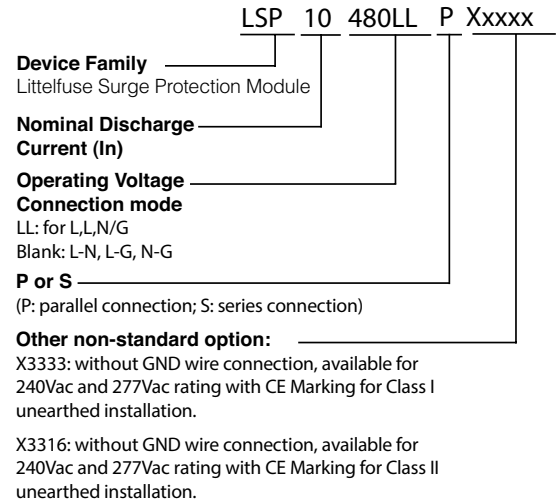 LSP 10 480LL P Xxxxx
Device Family
Littelfuse Surge Protection Module
Nominal Discharge
Current (In)
Operating Voltage
Connection mode
LL: for L,L,N/G
Blank: L-N, L-G, N-G
P or S
(P: parallel connection; S: series connection)
Other non-standard option:
X3333: without GND wire connection, available for
240Vac and 277Vac rating with CE Marking for Class I
unearthed installation.
X3316: without GND wire connection, available for
240Vac and 277Vac rating with CE Marking for Class II
unearthed installation.